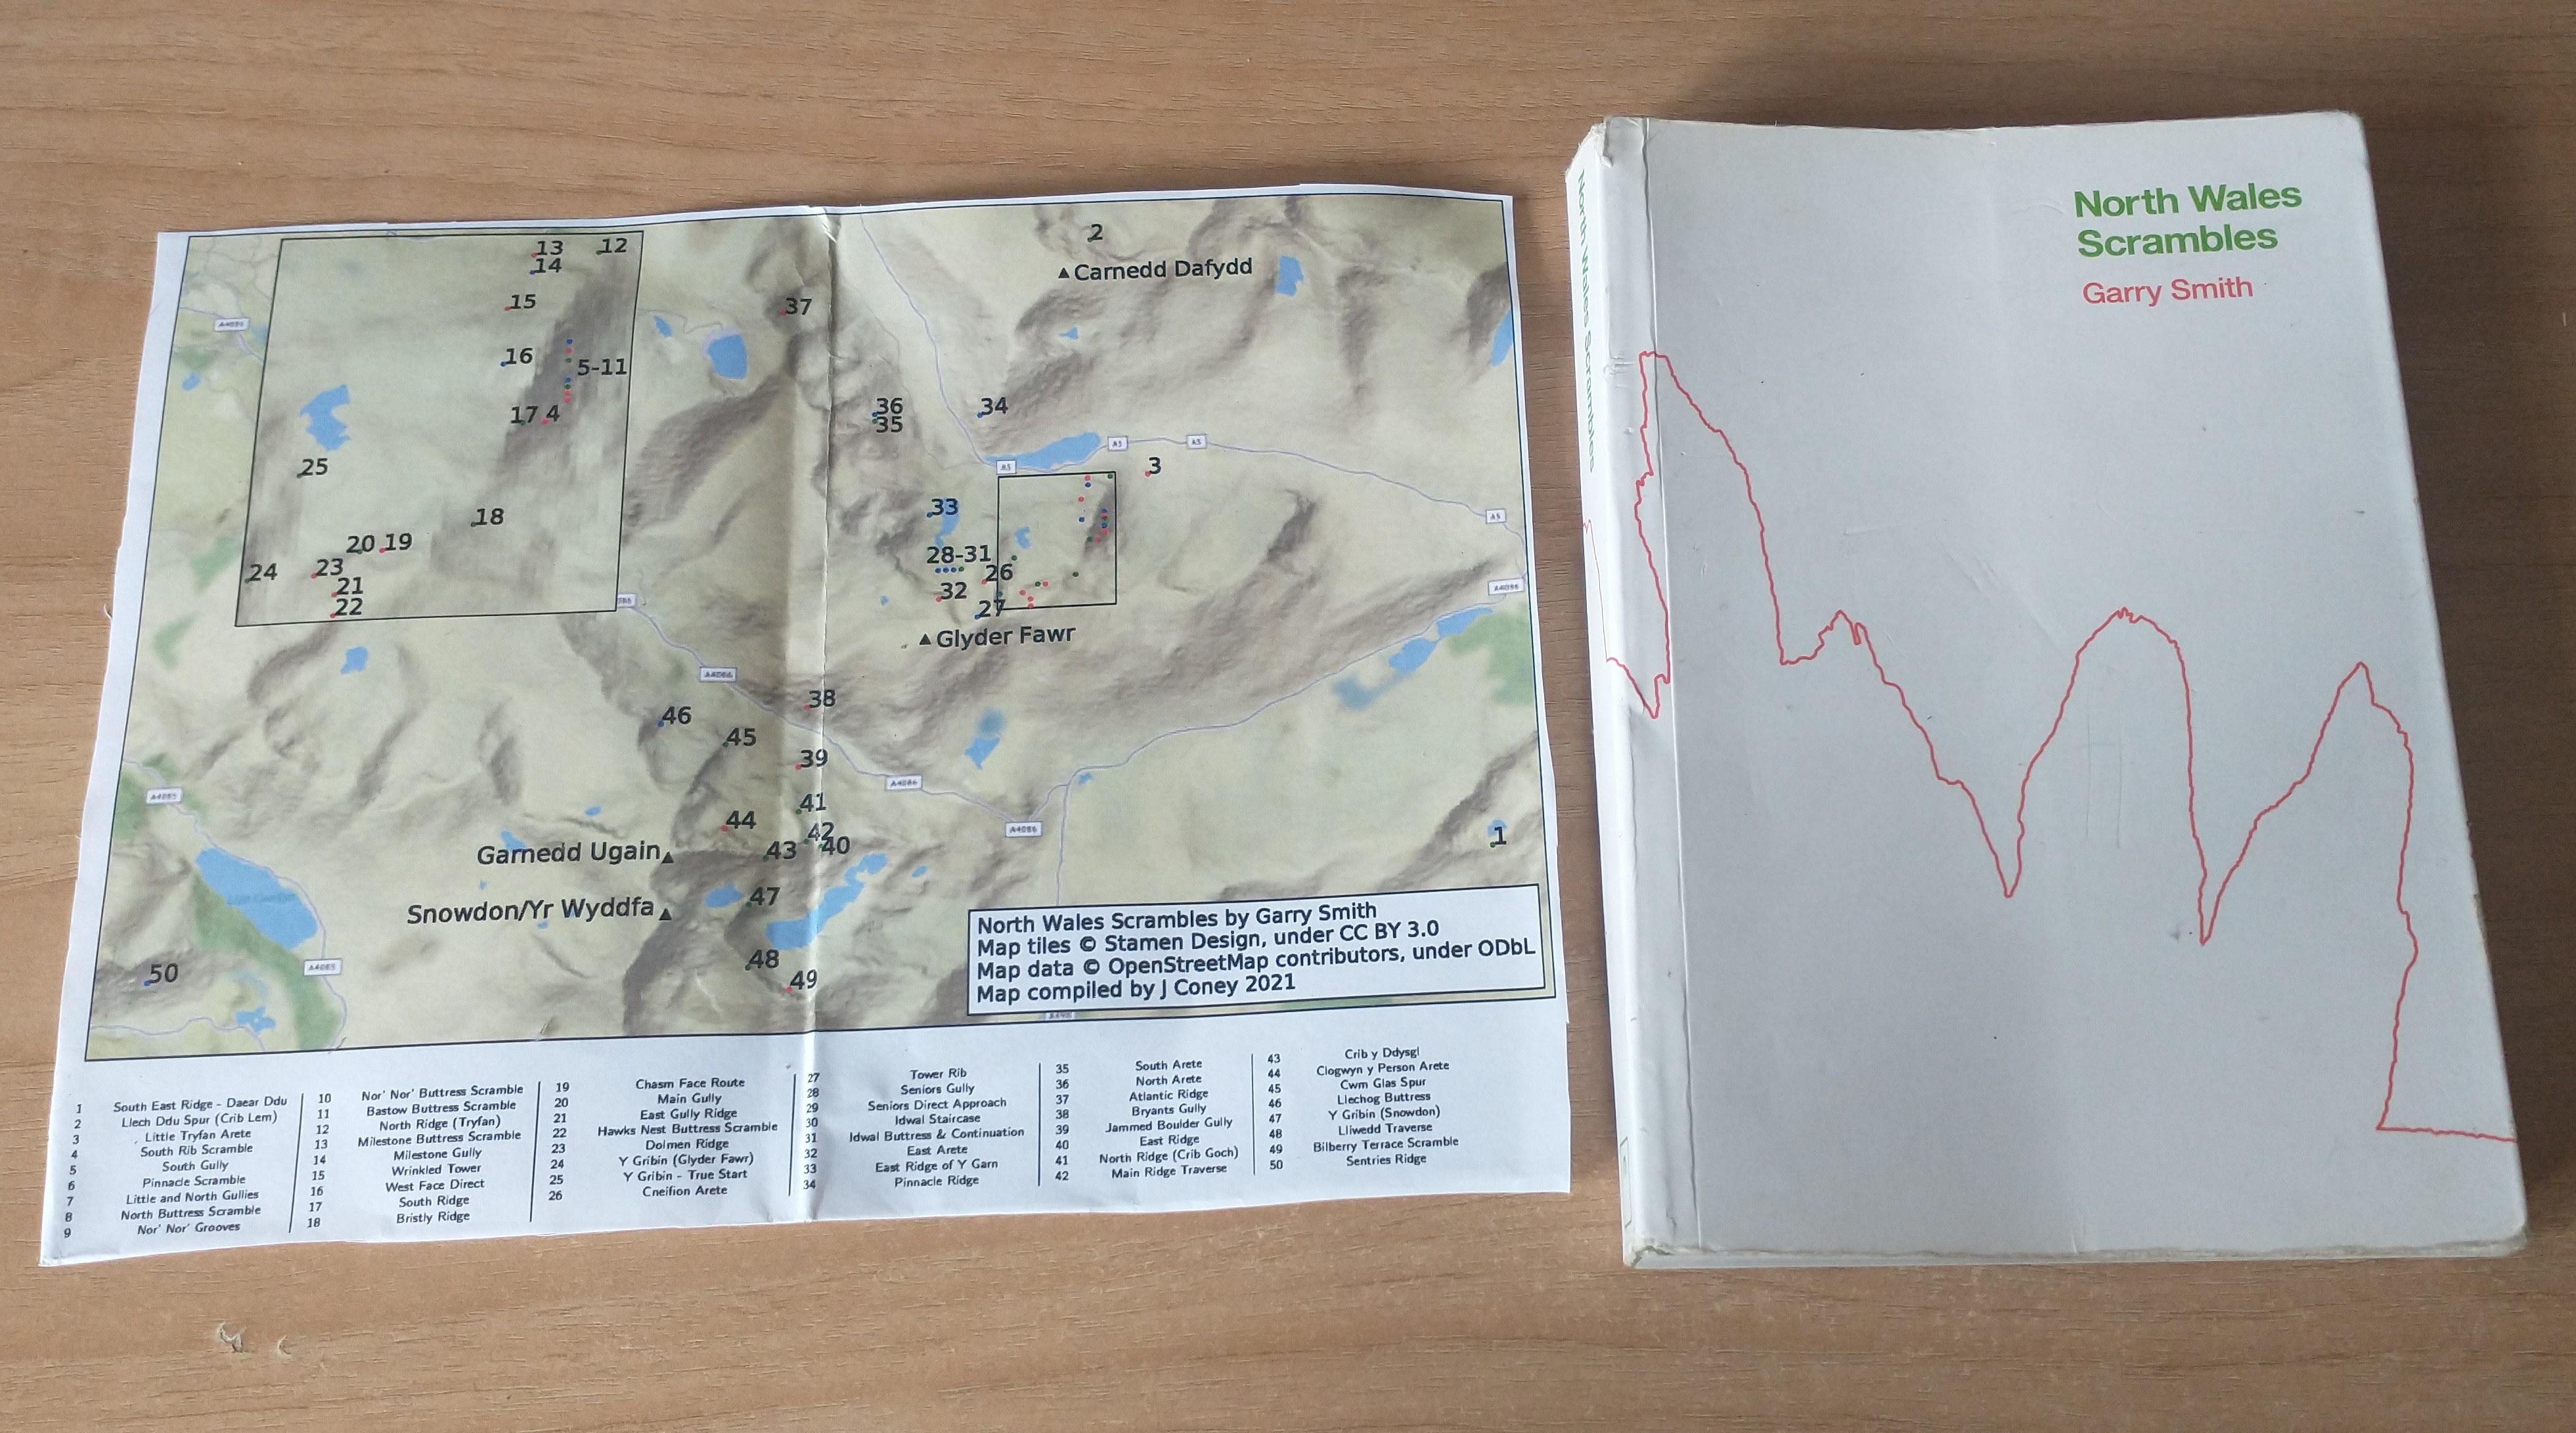 13
12
14
15
16
5-11
17
4
25
18
20
19
24
23
21
22
2
Carnedd Dafydd
37
36
35
34
A5
A5
A5
A5
3
33
28-31
26
32
27
Glyder Fawr
A4086
A4086
A4086
A4086
38
46
45
39
41
44
42
40
43
Garnedd Ugain
47
Snowdon/Yr Wyddfa
48
49
50
1
A4085
A4085
North Wales Scrambles by Garry Smith
Map tiles © Stamen Design, under CC BY 3.0
Map data © OpenStreetMap contributors, under ODbL
Map compiled by J Coney 2021
1 South East Ridge - Daear Ddu
2 Llech Ddu Spur (Crib Lem)
3 Little Tryfan Arete
4 South Rib Scramble
5 South Gully
6 Pinnacle Scramble
7 Little and North Gullies
8 North Buttress Scramble
9 Nor' Nor' Grooves
10 Nor' Nor' Buttress Scramble
11 Bastow Buttress Scramble
12 North Ridge (Tryfan)
13 Milestone Buttress Scramble
14 Milestone Gully
15 Wrinkled Tower
16 West Face Direct
17 South Ridge
18 Bristly Ridge
19 Chasm Face Route
20 Main Gully
21 East Gully Ridge
22 Hawks Nest Buttress Scramble
23 Dolmen Ridge
24 Y Gribin (Glyder Fawr)
25 Y Gribin - True Start
26 Cneifion Arete
27 Tower Rib
28 Seniors Gully
29 Seniors Direct Approach
30 Idwal Staircase
31 Idwal Buttress & Continuation
32 East Arete
33 East Ridge of Y Garn
34 Pinnacle Ridge
35 South Arete
36 North Arete
37 Atlantic Ridge
38 Bryants Gully
39 Jammed Boulder Gully
40 East Ridge
41 North Ridge (Crib Goch)
42 Main Ridge Traverse
43 Crib y Ddysgl
44 Clogwyn y Person Arete
45 Cwm Glas Spur
46 Llechog Buttress
47 Y Gribin (Snowdon)
48 Lliwedd Traverse
49 Bilberry Terrace Scramble
50 Sentries Ridge
North Wales Scrambles
North Wales
Scrambles
Garry Smith